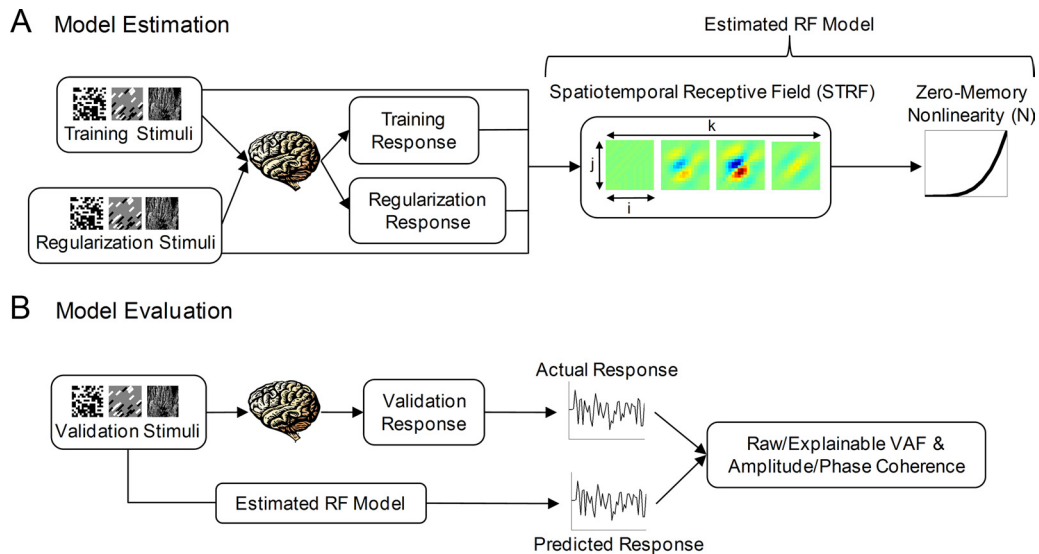 A Model Estimation
Estimated RF Model
Spatiotemporal Receptive Field (STRF)
Zero-Memory
Nonlinearity (N)
Training Stimuli
Training
Response
Regularization Stimuli
Regularization
Response
k
j
i
B Model Evaluation
Validation Stimuli
Validation
Response
Actual Response
Raw/Explainable VAF &
Amplitude/Phase Coherence
Estimated RF Model
Predicted Response